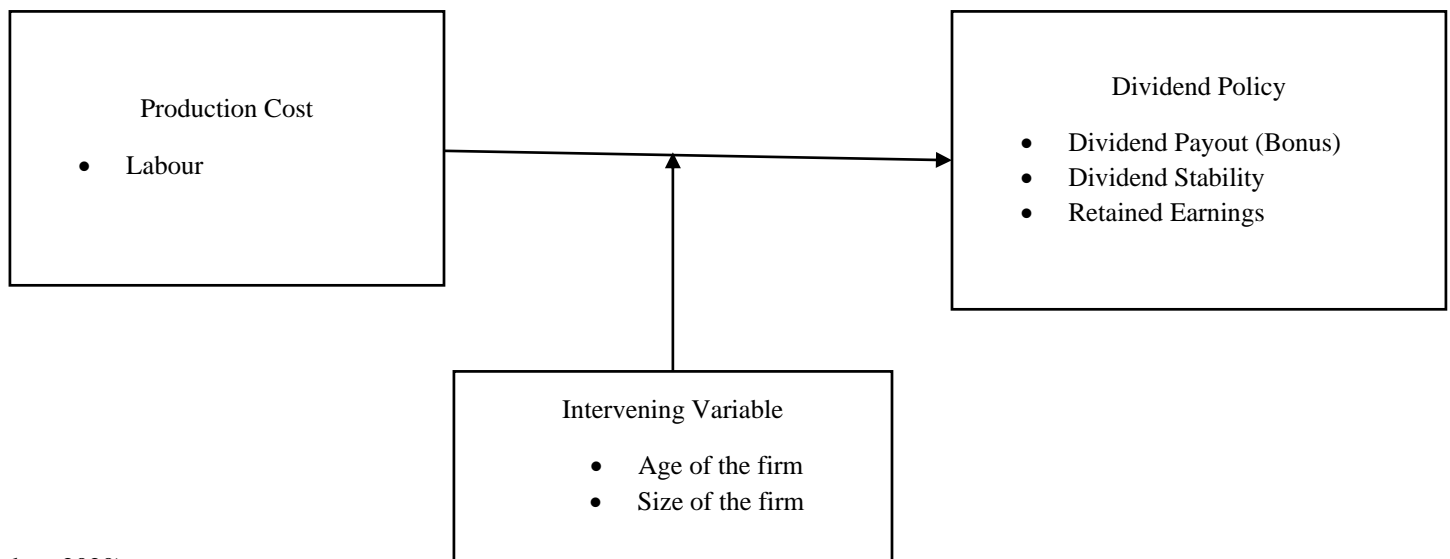 Production Cost
• Labour
Dividend Policy
• Dividend Payout (Bonus)
• Dividend Stability
• Retained Earnings
Intervening Variable
• Age of the firm
• Size of the firm